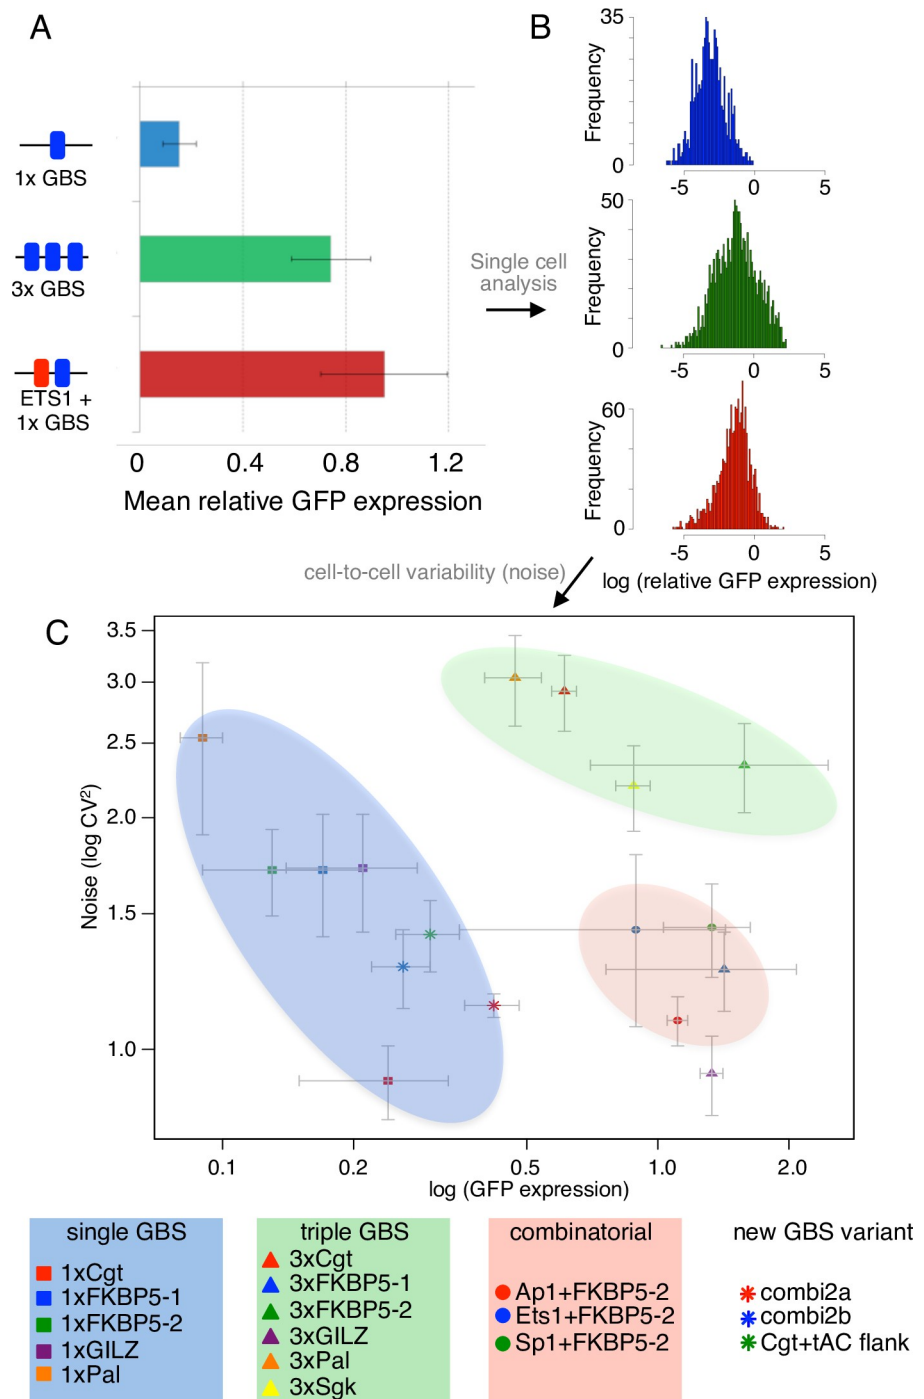 A
B
1x GBS
3x GBS
ETS1 +
1x GBS
0
0.4
0.8
1.2
Mean relative GFP expression
Single cell
analysis
35
Frequency
0
-5
0
5
50
Frequency
0
-5
0
5
60
Frequency
0
-5
0
5
log (relative GFP expression)
cell-to-cell variability (noise)
C
3.5
3.0
2.5
2.0
1.5
1.0
Noise (log CV²)
0.1
0.2
0.5
1.0
2.0
log (GFP expression)
single GBS
1xCgt
1xFKBP5-1
1xFKBP5-2
1xGILZ
1xPal
triple GBS
3xCgt
3xFKBP5-1
3xFKBP5-2
3xGILZ
3xPal
3xSgk
combinatorial
Ap1+FKBP5-2
Ets1+FKBP5-2
Sp1+FKBP5-2
new GBS variant
combi2a
combi2b
Cgt+tAC flank